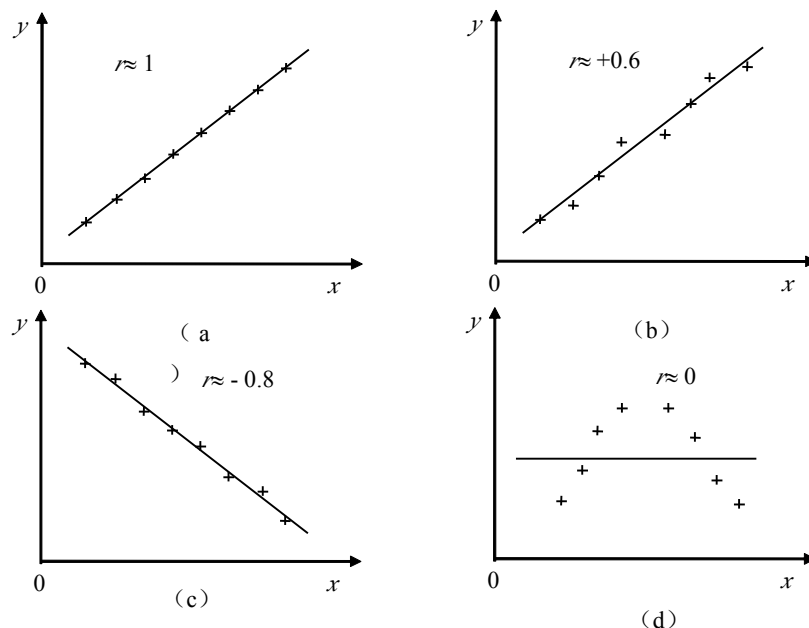 y
r≈ 1
0
x
（ a
）
y
r≈ +0.6
0
x
（b）
y
r≈ - 0.8
0
x
（c）
y
r≈ 0
0
x
（d）